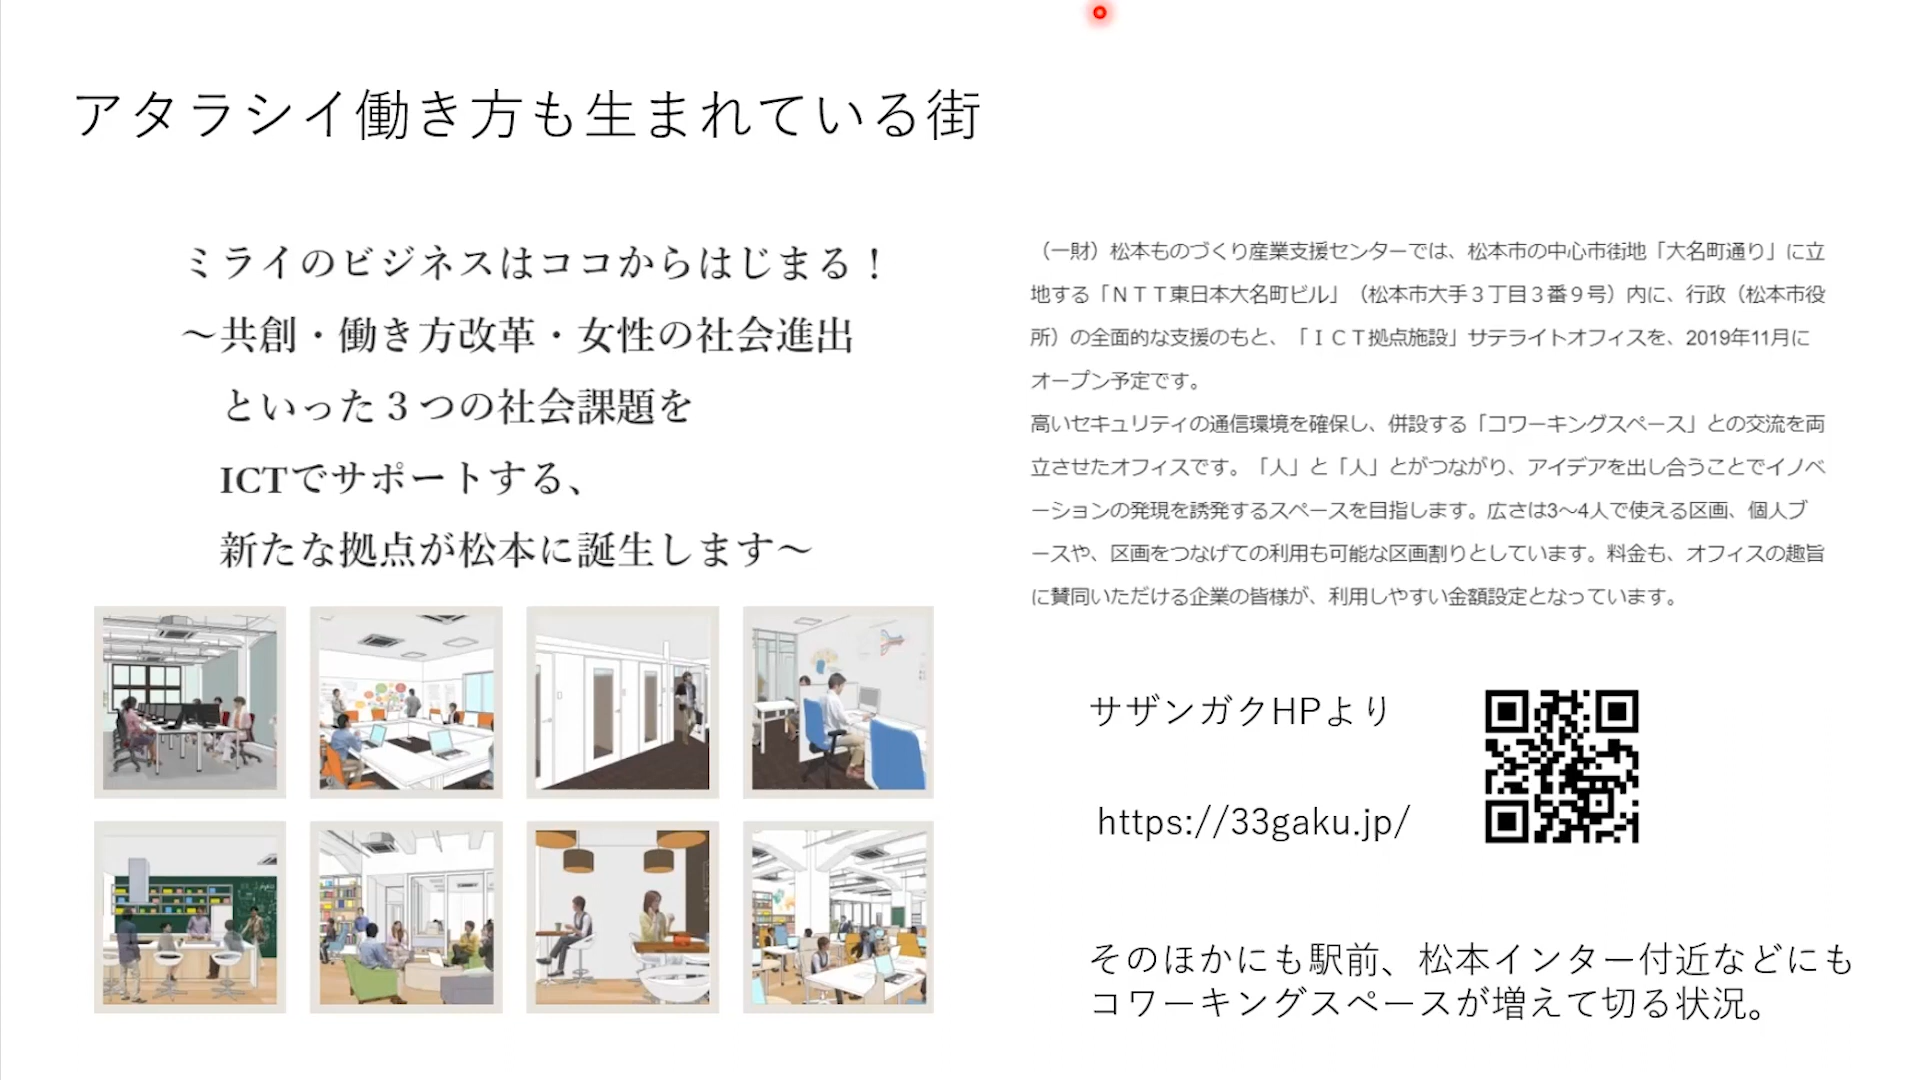 アタラシイ働き方も生まれている街
ミライのビジネスはココからはじまる！
～共創・働き方改革・女性の社会進出
といった３つの社会課題を
ICTでサポートする、
新たな拠点が松本に誕生します～
（一財）松本ものづくり産業支援センターでは、松本市の中心市街地「大名町通り」に立
地する「ＮＴＴ東日本大名町ビル」（松本市大手３丁目３番９号）内に、行政（松本市役
所）の全面的な支援のもと、「ＩＣＴ拠点施設」サテライトオフィスを、2019年11月に
オープン予定です。
高いセキュリティの通信環境を確保し、併設する「コワーキングスペース」との交流を両
立させたオフィスです。「人」と「人」とがつながり、アイデアを出し合うことでイノベ
ーションの発現を誘発するスペースを目指します。広さは3～4人で使える区画、個人ブ
ースや、区画をつなげての利用も可能な区画割りとしています。料金も、オフィスの趣旨
に賛同いただける企業の皆様が、利用しやすい金額設定となっています。
サザンガクHPより
https://33gaku.jp/
そのほかにも駅前、松本インター付近などにも
コワーキングスペースが増えて切る状況。